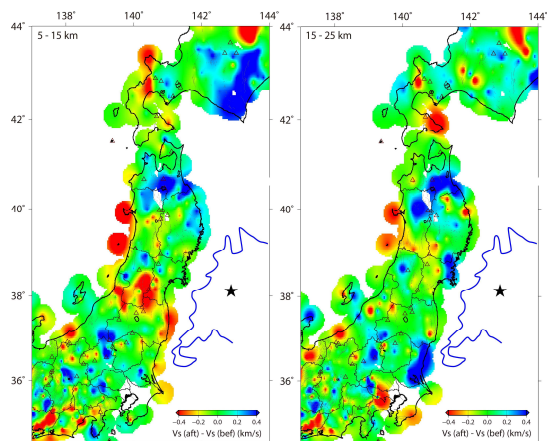 138˚ 140˚ 142˚ 144˚ 138˚ 140˚ 142˚ 144˚
44˚ 5 - 15 km 44˚ 15 - 25 km
42˚ 42˚
40˚ 40˚
38˚ 38˚
36˚ 36˚
−0.4 −0.2 0.0 0.2 0.4 −0.4 −0.2 0.0 0.2 0.4
Vs (aft) - Vs (bef) (km/s) Vs (aft) - Vs (bef) (km/s)